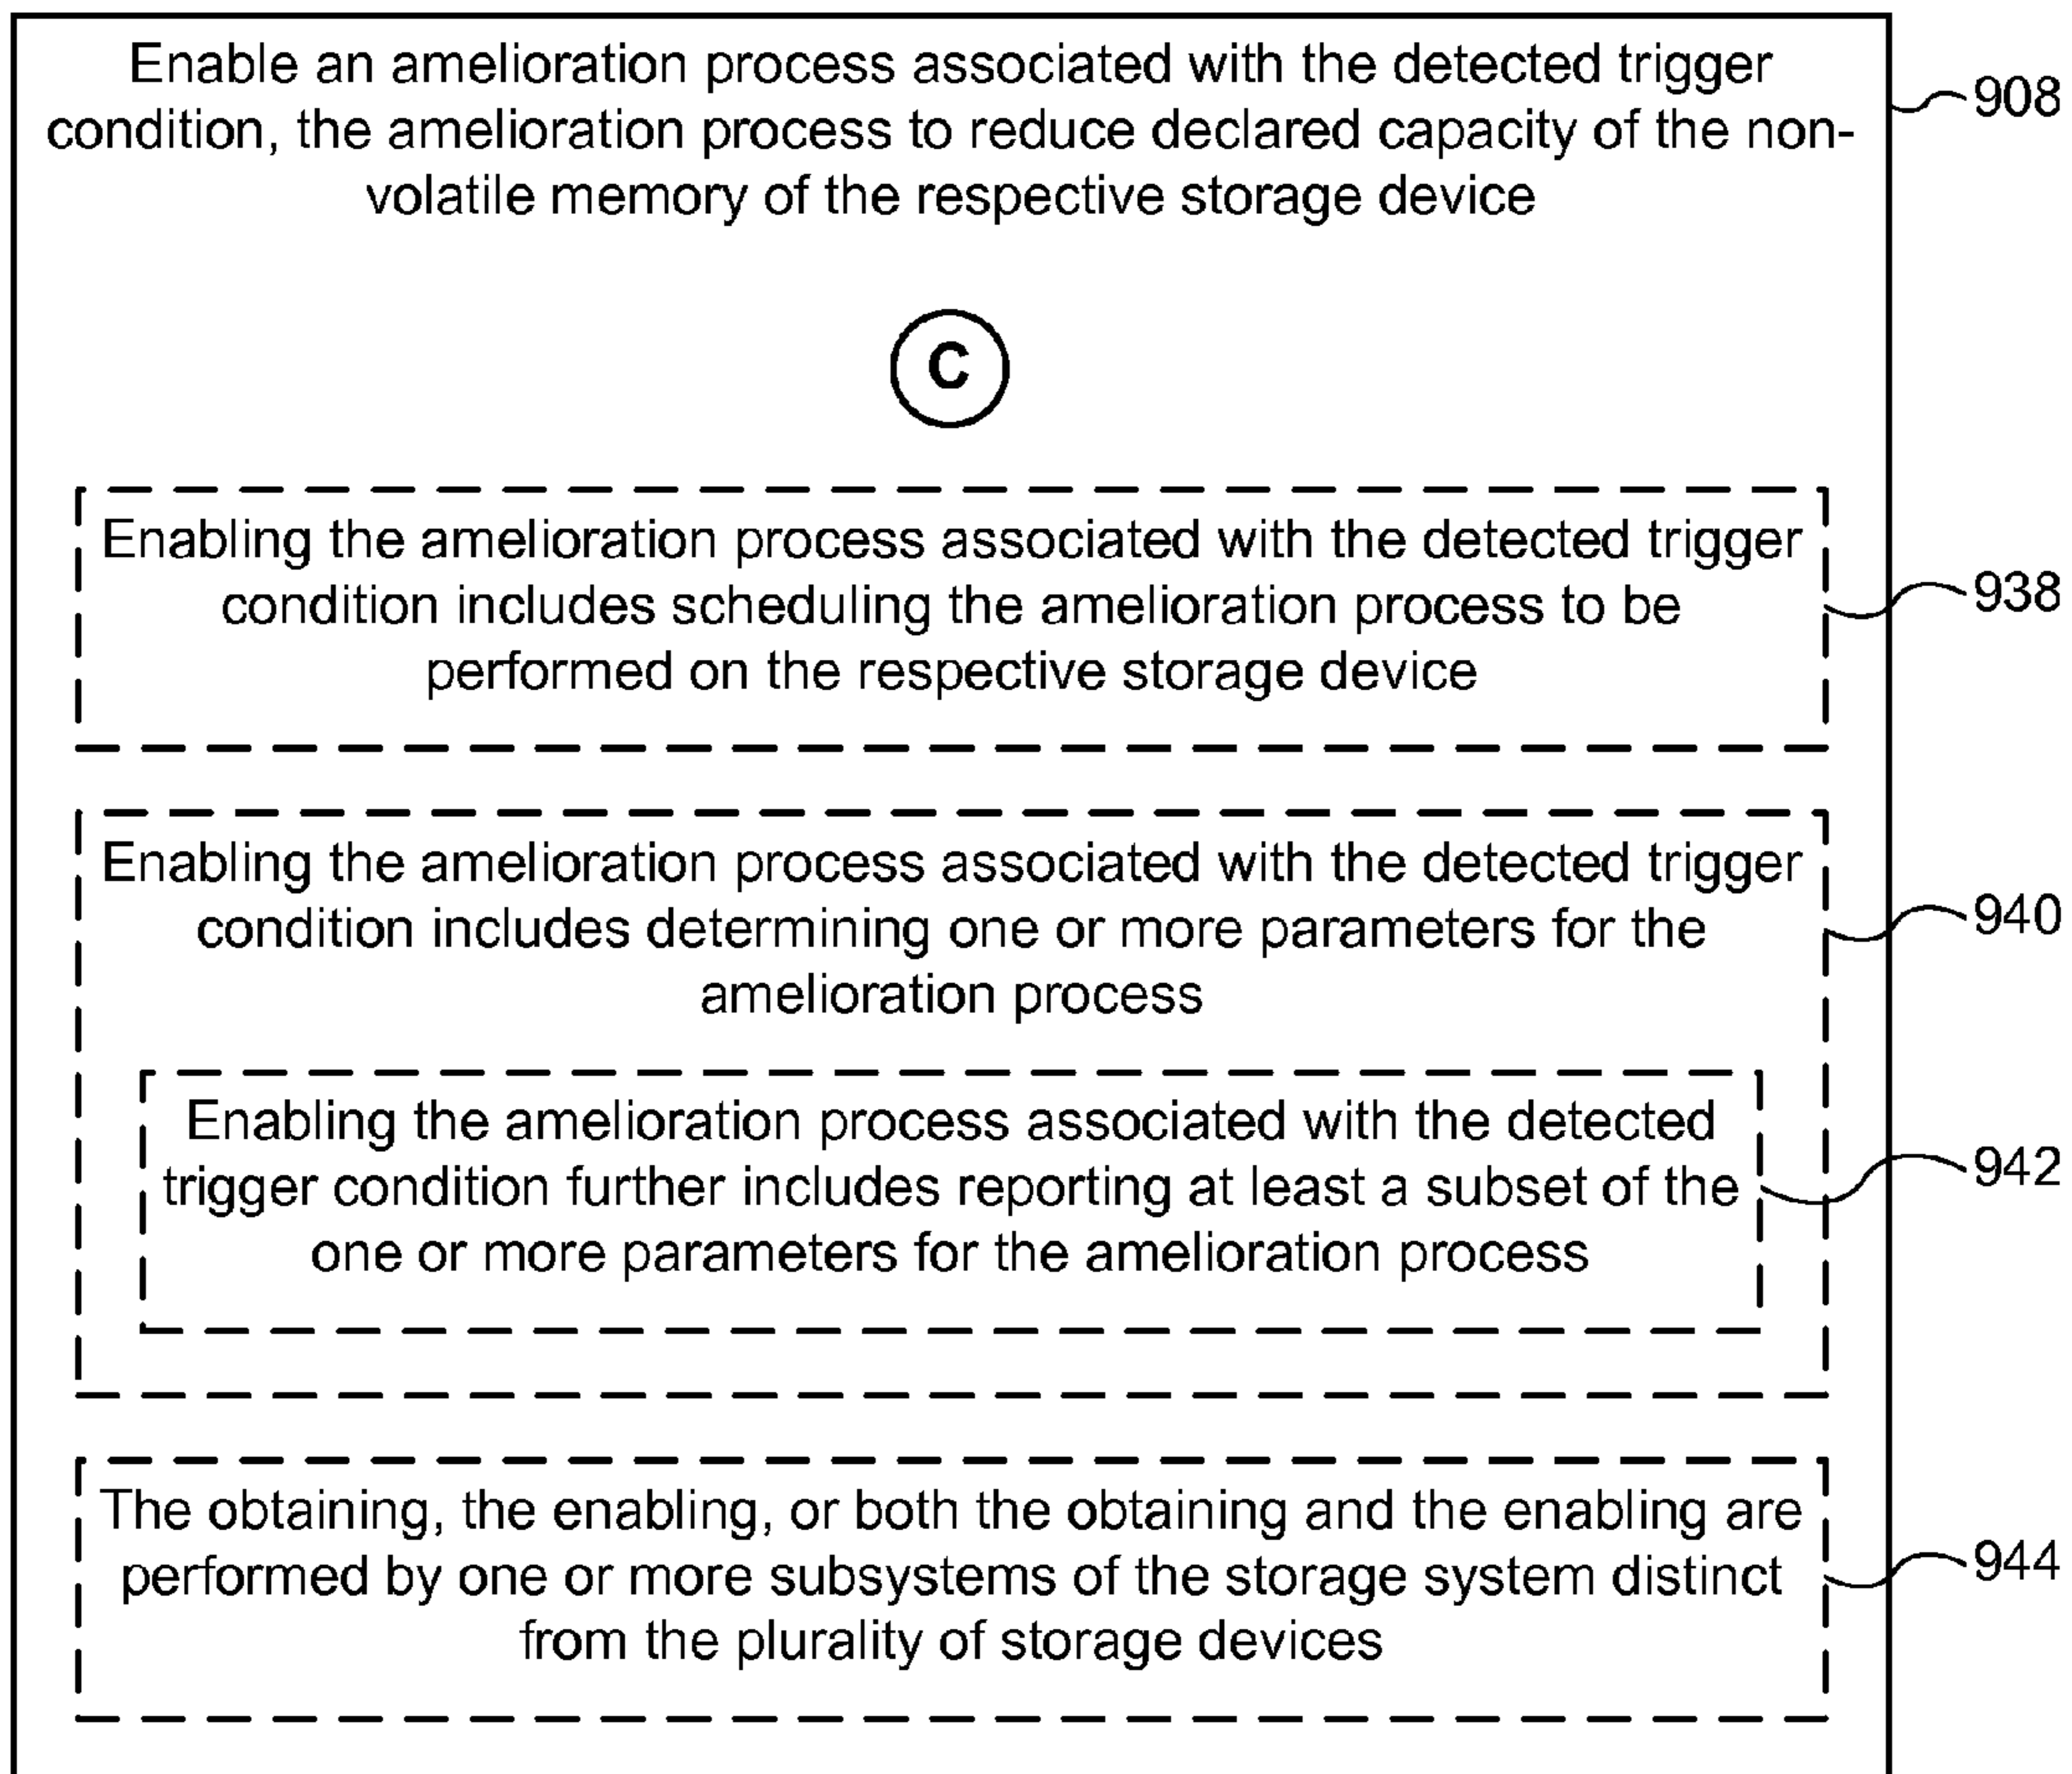 Enable an amelioration process associated with the detected trigger
condition, the amelioration process to reduce declared capacity of the non-
volatile memory of the respective storage device
908
C
Enabling the amelioration process associated with the detected trigger
condition includes scheduling the amelioration process to be
performed on the respective storage device
938
Enabling the amelioration process associated with the detected trigger
condition includes determining one or more parameters for the
amelioration process
940
Enabling the amelioration process associated with the detected
trigger condition further includes reporting at least a subset of the
one or more parameters for the amelioration process
942
The obtaining, the enabling, or both the obtaining and the enabling are
performed by one or more subsystems of the storage system distinct
from the plurality of storage devices
944